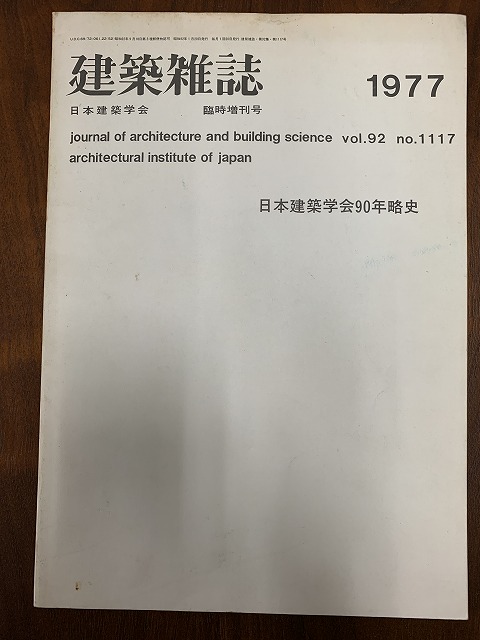 建築雑誌
1977
日本建築学会 臨時増刊号
journal of architecture and building science vol.92 no.1117
architectural institute of japan
日本建築学会90年略史